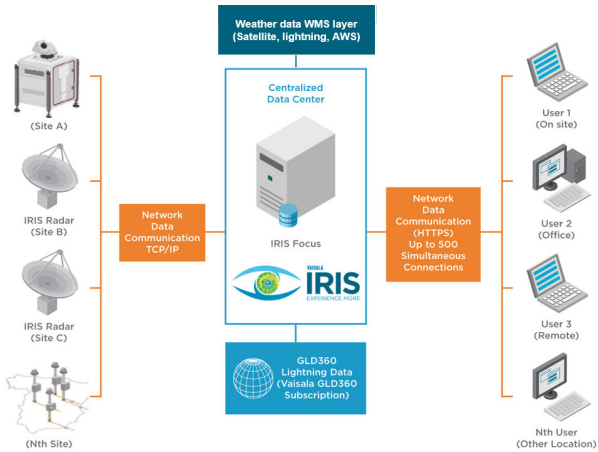 Weather data WMS layer
(Satellite, lightning, AWS)
(Site A)
IRIS Radar
(Site B)
IRIS Radar
(Site C)
(Nth Site)
Network
Data
Communication
TCP/IP
Centralized
Data Center
IRIS Focus
VAISALA
IRIS
EXPERIENCE MORE
GLD360
Lightning Data
(Vaisala GLD360
Subscription)
Network
Data
Communication
(HTTPS)
Up to 500
Simultaneous
Connections
User 1
(On site)
User 2
(Office)
User 3
(Remote)
Nth User
(Other Location)